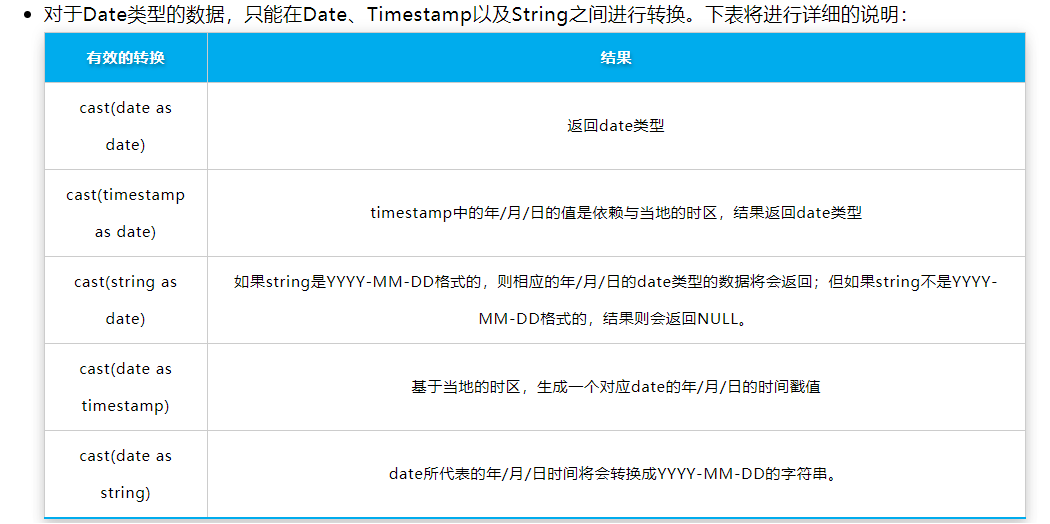 对于Date类型的数据，只能在Date、Timestamp以及String之间进行转换。下表将进行详细的说明：
有效的转换
结果
cast(date as
date)
返回date类型
cast(timestamp
as date)
timestamp中的年/月/日的值是依赖与当地的时区，结果返回date类型
cast(string as
date)
如果string是YYYY-MM-DD格式的，则相应的年/月/日的date类型的数据将会返回；但如果string不是YYYY-
MM-DD格式的，结果则会返回NULL。
cast(date as
timestamp)
基于当地的时区，生成一个对应date的年/月/日的时间戳值
cast(date as
string)
date所代表的年/月/日时间将会转换成YYYY-MM-DD的字符串。